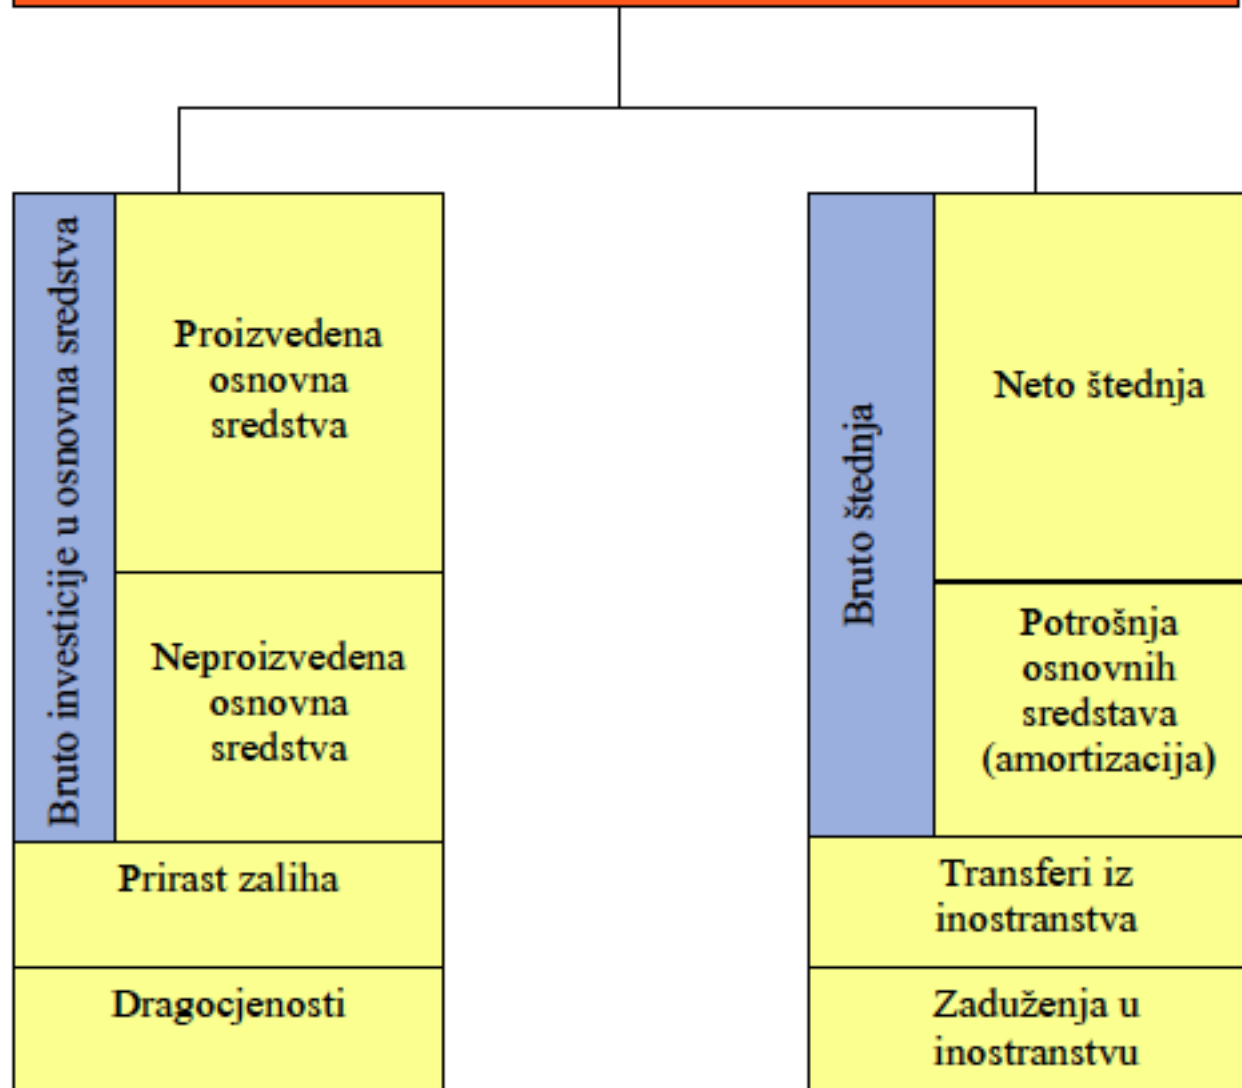 Bruto investicije u osnovna sredstva
Proizvedena
osnovna
sredstva
Neproizvedena
osnovna
sredstva
Prirast zaliha
Dragocjenosti
Bruto štednja
Neto štednja
Potrošnja
osnovnih
sredstava
(amortizacija)
Transferi iz
inostranstva
Zaduženja u
inostranstvu